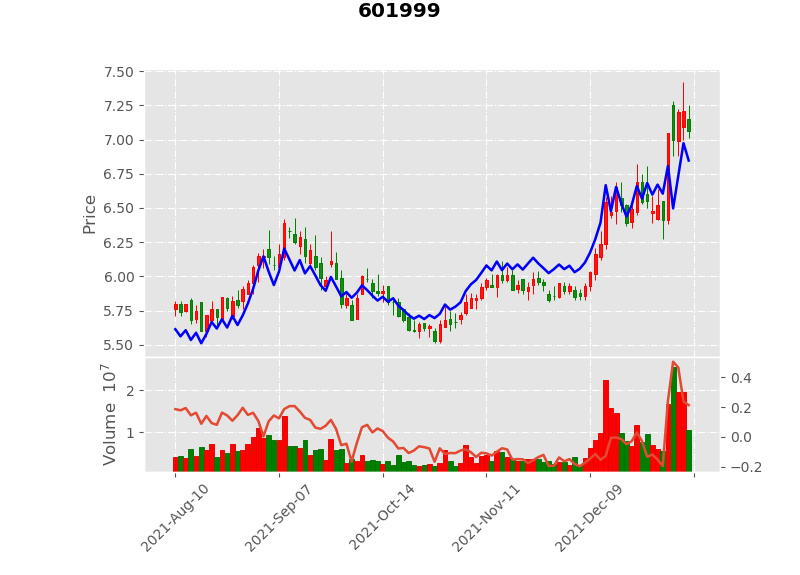 601999
7.50
7.25
7.00
6.75
6.50
6.25
6.00
5.75
5.50
Price
2
1
Volume 10^7
0.4
0.2
0.0
−0.2
2021-Aug-10
2021-Sep-07
2021-Oct-14
2021-Nov-11
2021-Dec-09